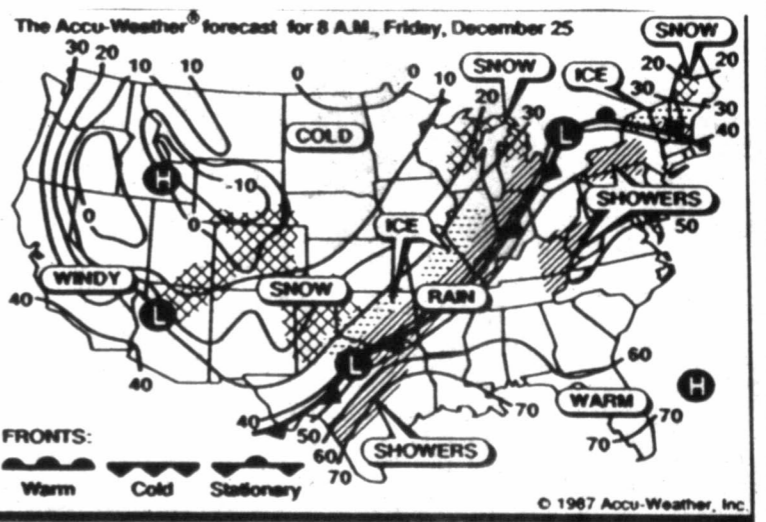 The Accu-Weather® forecast for 8 A.M., Friday, December 25
30 20 10 10 0 0 10
SNOW
SNOW
20 20
ICE
20 30
30
30
40
COLD
L
H
-10
0 0
SHOWERS
50
ICE
WINDY
SNOW
RAIN
40
L
40
L
60
H
WARM
70
70
70
40
50
60
70
SHOWERS
FRONTS:
Warm Cold Stationary
© 1987 Accu-Weather, Inc.